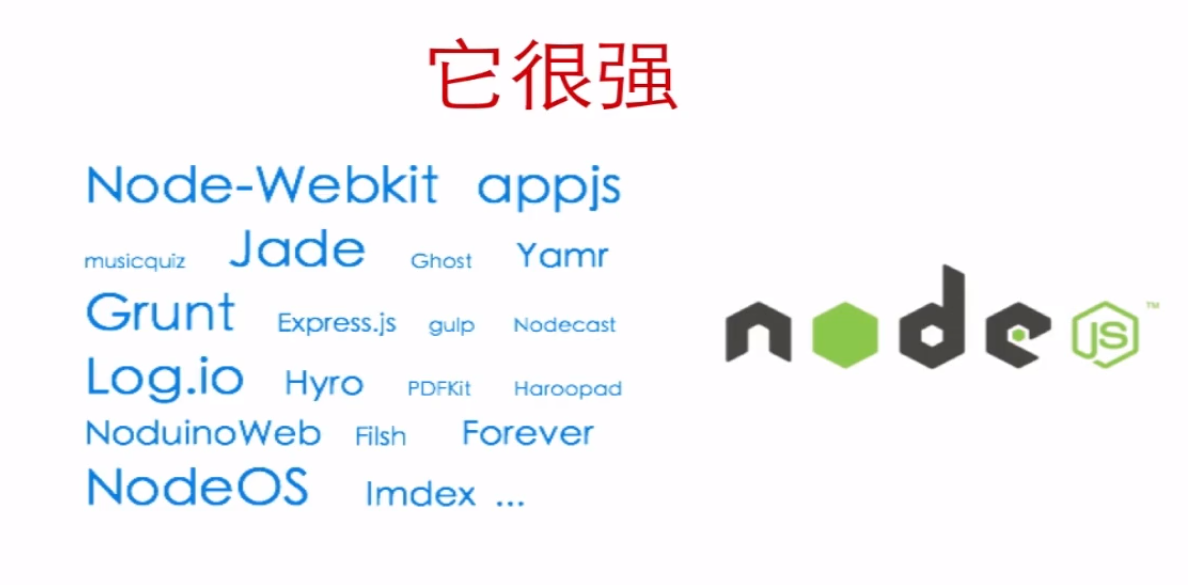 它很强
Node-Webkit appjs
musicquiz Jade Ghost Yamr
Grunt Express.js gulp Nodecast
Log.io Hyro PDFKit Haroopad
NoduinoWeb Filsh Forever
NodeOS Imdex ...
node JS ™